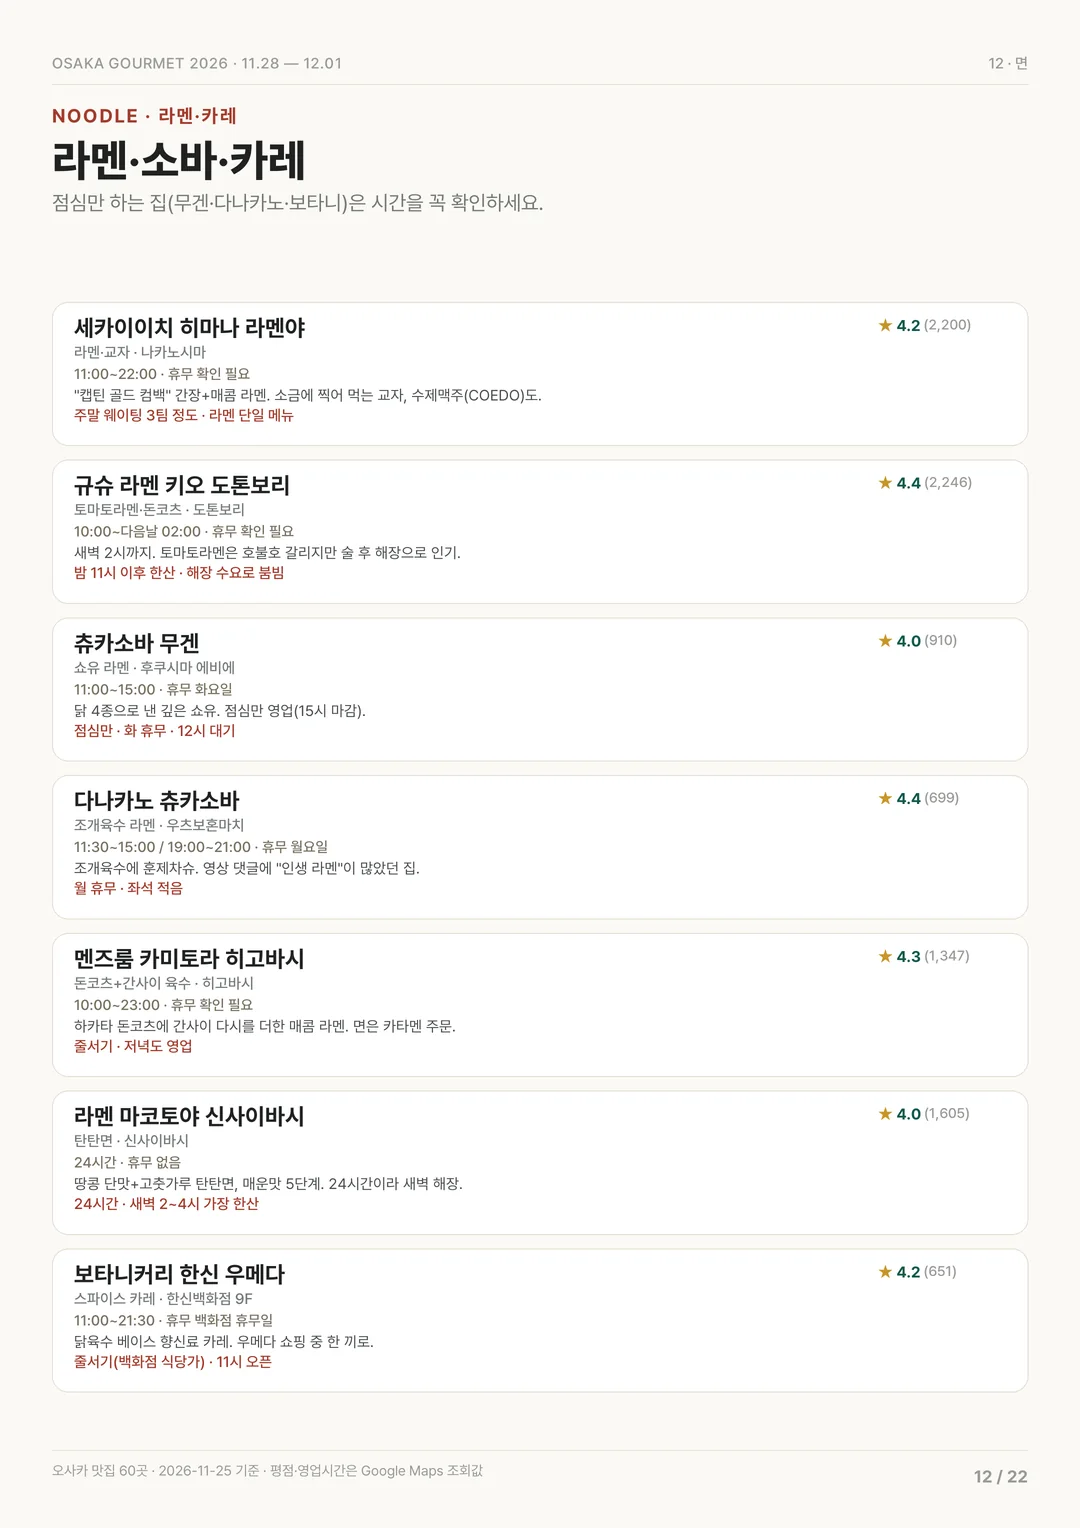 OSAKA GOURMET 2026 · 11.28 — 12.01
12 · 면
NOODLE · 라멘·카레
라멘·소바·카레
점심만 하는 집(무겐·다나카노·보타니)은 시간을 꼭 확인하세요.
세카이이치 히마나 라멘야
★ 4.2 (2,200)
라멘·교자 · 나카노시마
11:00~22:00 · 휴무 확인 필요
"캡틴 골드 컴백" 간장+매콤 라멘. 소금에 찍어 먹는 교자, 수제맥주(COEDO)도.
주말 웨이팅 3팀 정도 · 라멘 단일 메뉴
규슈 라멘 키오 도톤보리
★ 4.4 (2,246)
토마토라멘·돈코츠 · 도톤보리
10:00~다음날 02:00 · 휴무 확인 필요
새벽 2시까지. 토마토라멘은 호불호 갈리지만 술 후 해장으로 인기.
밤 11시 이후 한산 · 해장 수요로 붐빔
츄카소바 무겐
★ 4.0 (910)
쇼유 라멘 · 후쿠시마 에비에
11:00~15:00 · 휴무 화요일
닭 4종으로 낸 깊은 쇼유. 점심만 영업(15시 마감).
점심만 · 화 휴무 · 12시 대기
다나카노 츄카소바
★ 4.4 (699)
조개육수 라멘 · 우츠보혼마치
11:30~15:00 / 19:00~21:00 · 휴무 월요일
조개육수에 훈제차슈. 영상 댓글에 "인생 라멘"이 많았던 집.
월 휴무 · 좌석 적음
멘즈룸 카미토라 히고바시
★ 4.3 (1,347)
돈코츠+간사이 육수 · 히고바시
10:00~23:00 · 휴무 확인 필요
하카타 돈코츠에 간사이 다시를 더한 매콤 라멘. 면은 카타멘 주문.
줄서기 · 저녁도 영업
라멘 마코토야 신사이바시
★ 4.0 (1,605)
탄탄면 · 신사이바시
24시간 · 휴무 없음
땅콩 단맛+고춧가루 탄탄면, 매운맛 5단계. 24시간이라 새벽 해장.
24시간 · 새벽 2~4시 가장 한산
보타니커리 한신 우메다
★ 4.2 (651)
스파이스 카레 · 한신백화점 9F
11:00~21:30 · 휴무 백화점 휴무일
닭육수 베이스 향신료 카레. 우메다 쇼핑 중 한 끼로.
줄서기(백화점 식당가) · 11시 오픈
오사카 맛집 60곳 · 2026-11-25 기준 · 평점·영업시간은 Google Maps 조회값
12 / 22